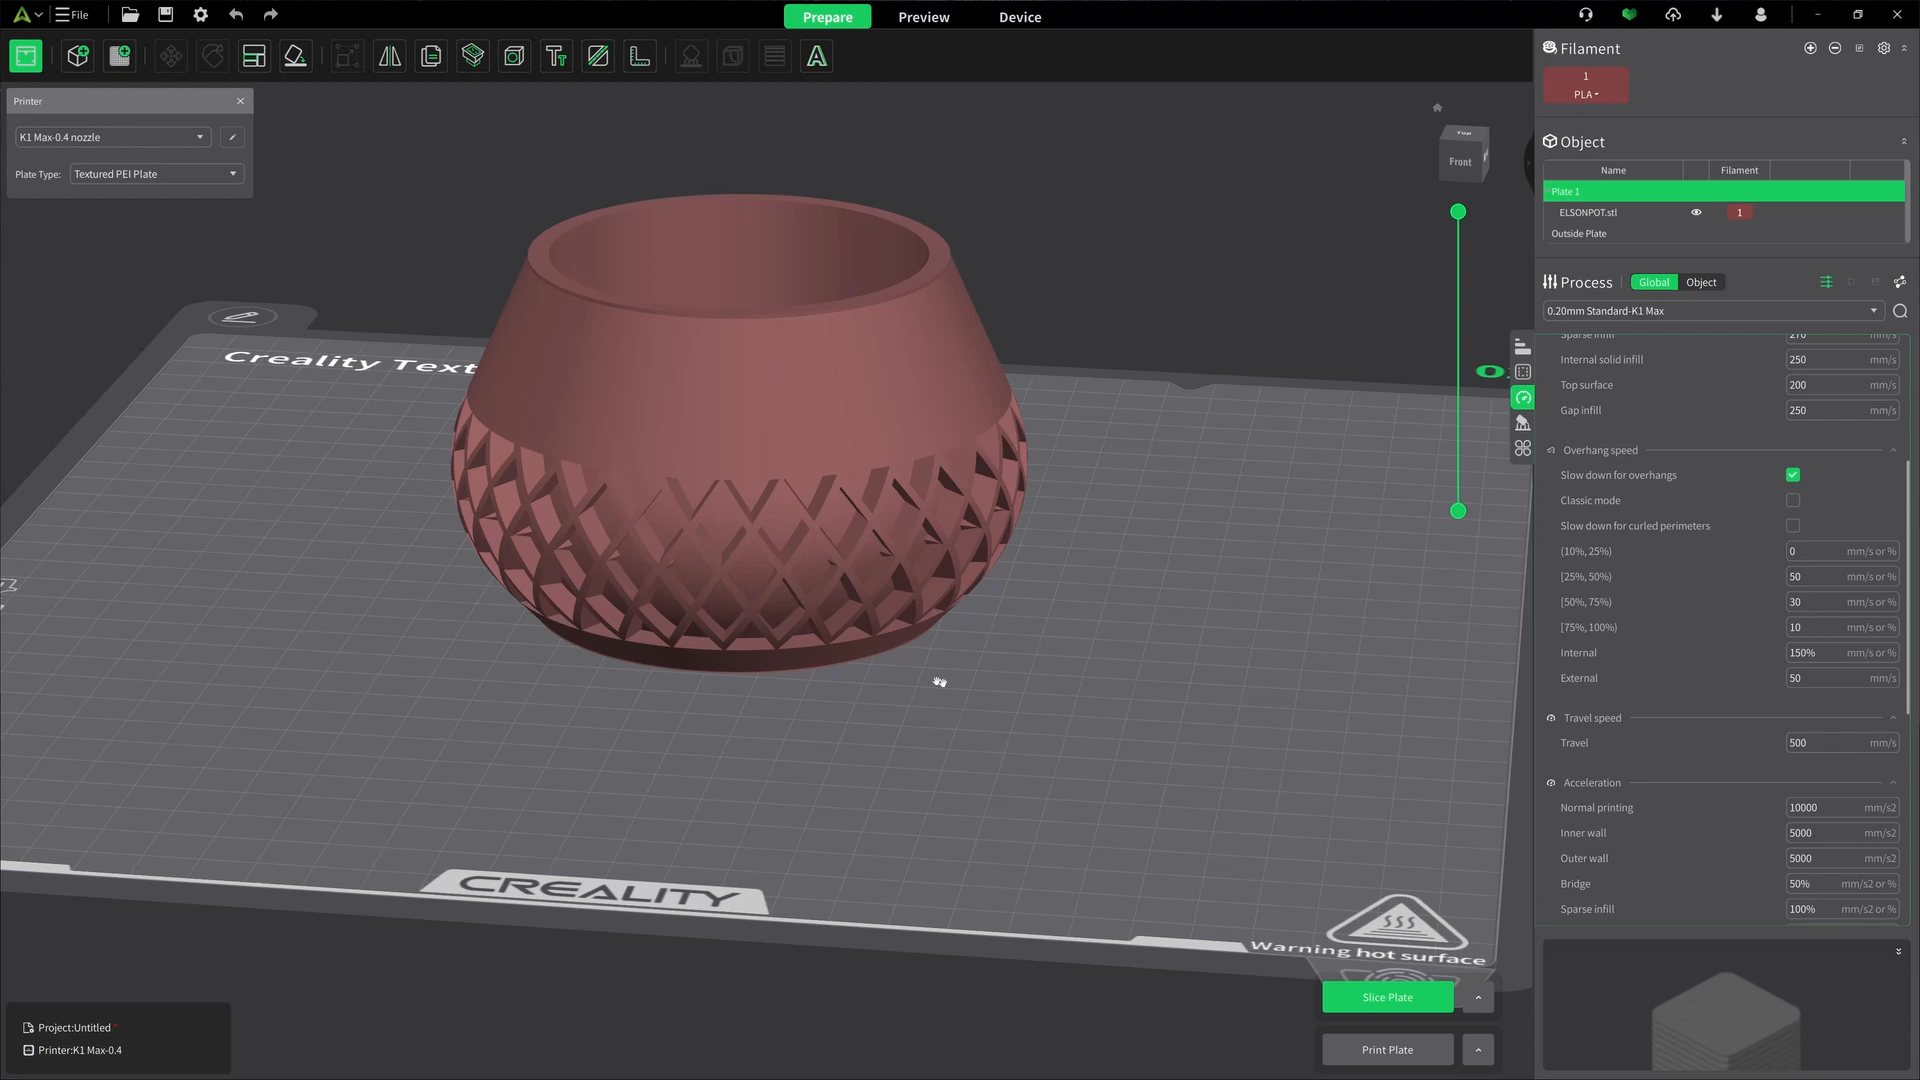 File
Prepare
Preview
Device
Printer
K1 Max-0.4 nozzle
Plate Type:
Textured PEI Plate
Creality Text
CREALITY
Warning hot surface
Top
Front
Project:Untitled *
Printer:K1 Max-0.4
Slice Plate
Print Plate
Filament
1
PLA
Object
Name Filament
Plate 1
ELSONPOT.stl 1
Outside Plate
Process Global Object
0.20mm Standard-K1 Max
Sparse infill 270 mm/s
Internal solid infill 250 mm/s
Top surface 200 mm/s
Gap infill 250 mm/s
Overhang speed
Slow down for overhangs
Classic mode
Slow down for curled perimeters
(10%, 25%) 0 mm/s or %
[25%, 50%) 50 mm/s or %
[50%, 75%) 30 mm/s or %
[75%, 100%) 10 mm/s or %
Internal 150% mm/s or %
External 50 mm/s
Travel speed
Travel 500 mm/s
Acceleration
Normal printing 10000 mm/s2
Inner wall 5000 mm/s2
Outer wall 5000 mm/s2
Bridge 50% mm/s2 or %
Sparse infill 100% mm/s2 or %